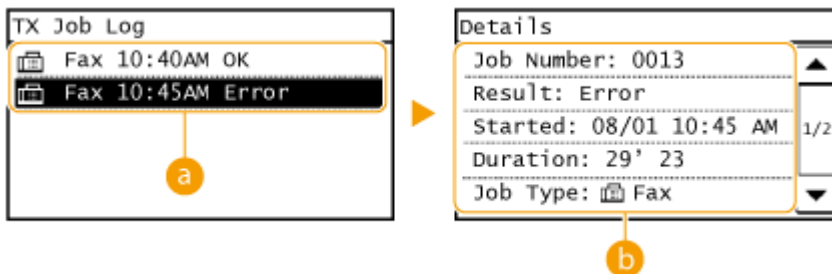 TX Job Log
Fax 10:40AM OK
Fax 10:45AM Error
a
Details
Job Number: 0013
Result: Error
Started: 08/01 10:45 AM
Duration: 29' 23
Job Type: Fax
1/2
b